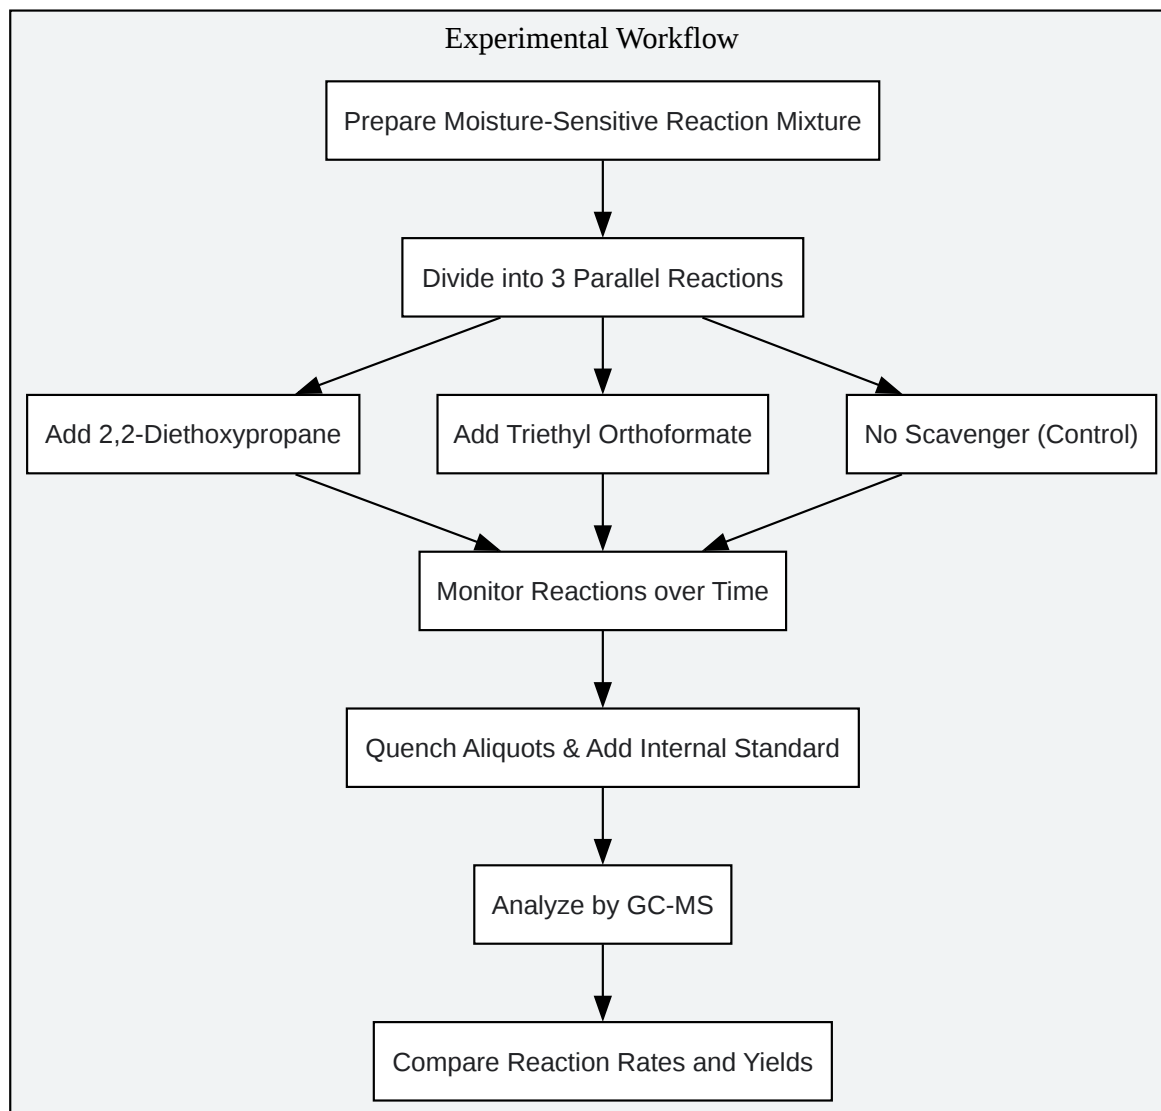 Experimental Workflow
Prepare Moisture-Sensitive Reaction Mixture
Divide into 3 Parallel Reactions
Add 2,2-Diethoxypropane
Add Triethyl Orthoformate
No Scavenger (Control)
Monitor Reactions over Time
Quench Aliquots & Add Internal Standard
Analyze by GC-MS
Compare Reaction Rates and Yields